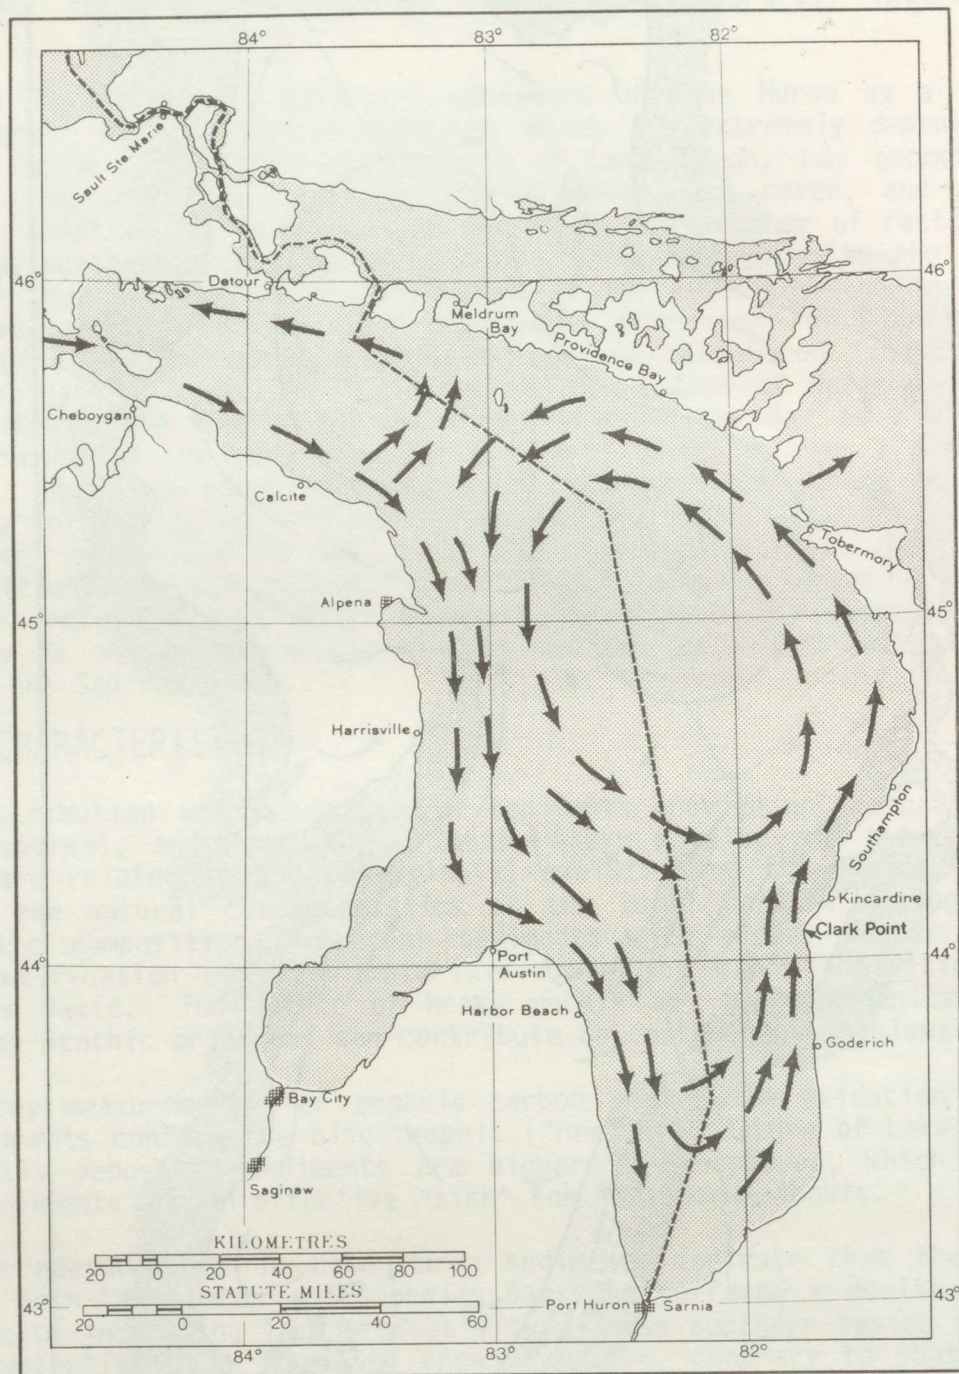 84°
83°
82°
Sault Ste Marie
46°
46°
Detour
Meldrum
Bay
Providence Bay
Cheboygan
Calcite
Tobermory
Alpena
45°
45°
Harrisville
Southampton
Kincardine
Clark Point
44°
44°
Port
Austin
Harbor Beach
Goderich
Bay City
Saginaw
KILOMETRES
20 0 20 40 60 80 100
STATUTE MILES
20 0 20 40 60
43°
43°
Port Huron
Sarnia
84°
83°
82°